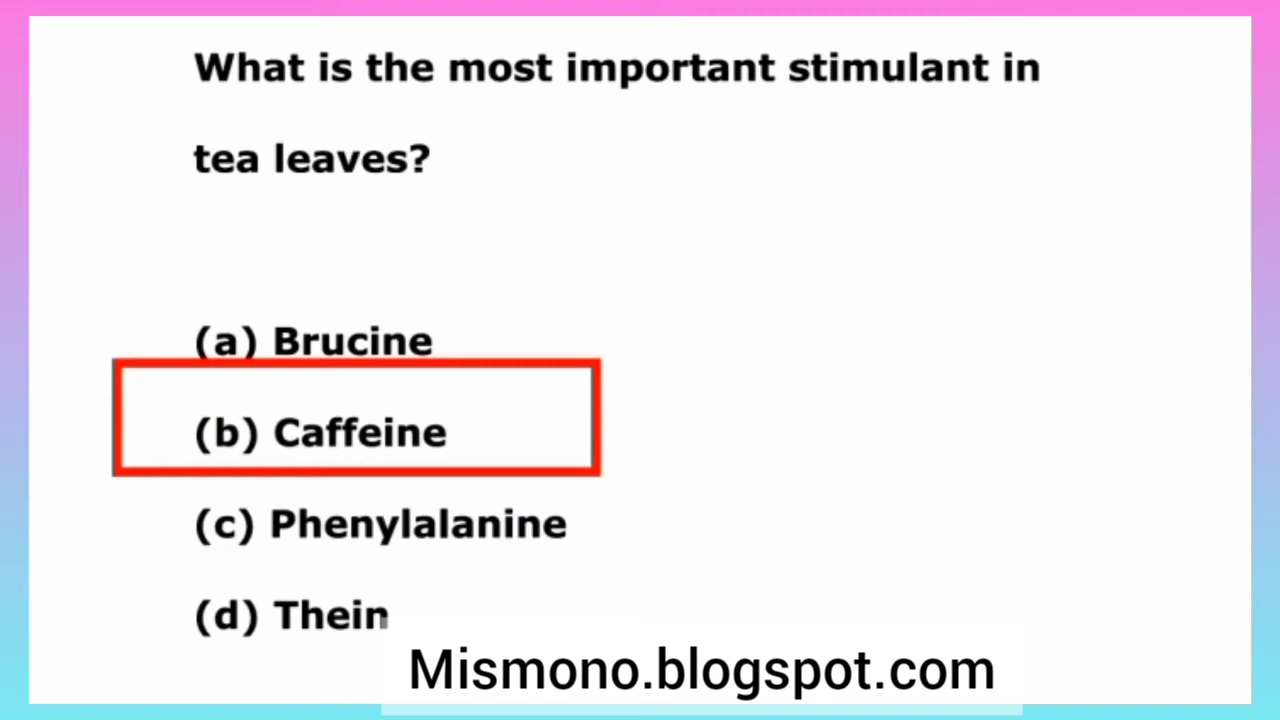 What is the most important stimulant in
tea leaves?
(a) Brucine
(b) Caffeine
(c) Phenylalanine
(d) Thein
Mismono.blogspot.com